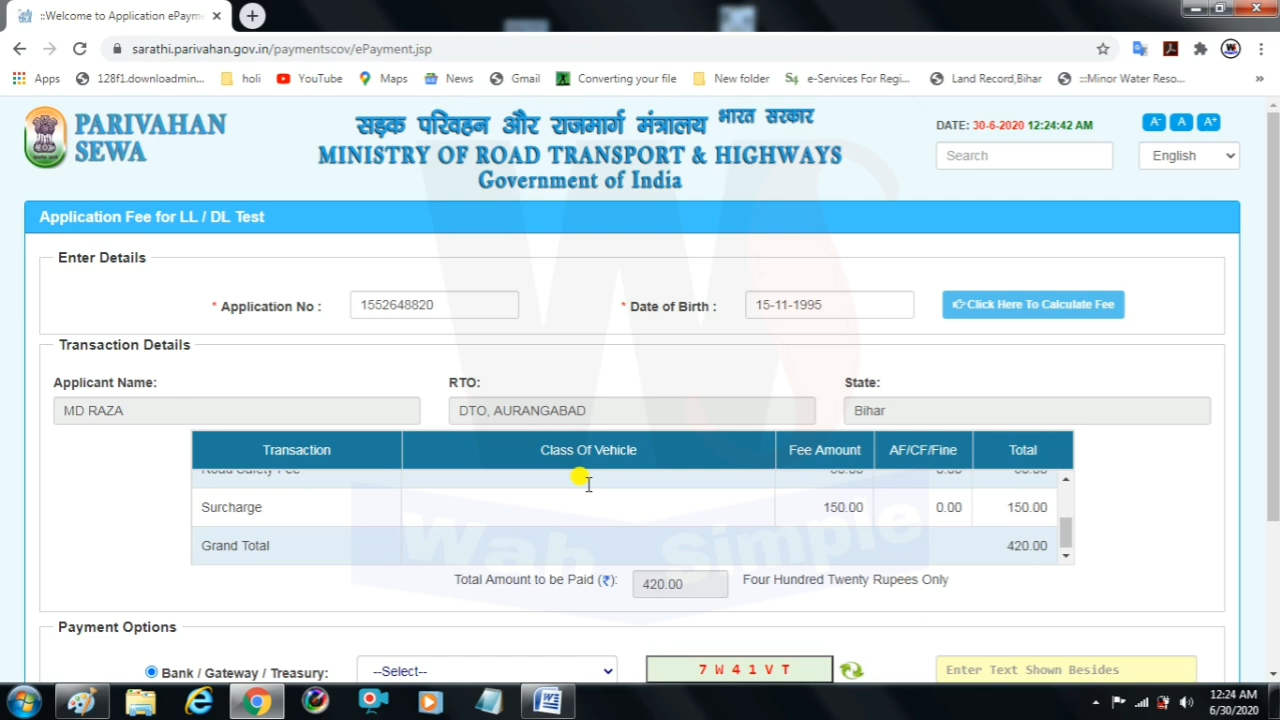 ::Welcome to Application ePayme
sarathi.parivahan.gov.in/paymentscov/ePayment.jsp
Apps 128f1.downloadmin... holi YouTube Maps News Gmail Converting your file New folder e-Services For Regi... Land Record,Bihar :::Minor Water Reso... »
PARIVAHAN
SEWA
सड़क परिवहन और राजमार्ग मंत्रालय भारत सरकार
MINISTRY OF ROAD TRANSPORT & HIGHWAYS
Government of India
DATE: 30-6-2020 12:24:42 AM
A- A A+
Search
English
Application Fee for LL / DL Test
Enter Details
* Application No : 1552648820 * Date of Birth : 15-11-1995 Click Here To Calculate Fee
Transaction Details
Applicant Name: RTO: State:
MD RAZA DTO, AURANGABAD Bihar
Transaction Class Of Vehicle Fee Amount AF/CF/Fine Total
Surcharge 150.00 0.00 150.00
Grand Total 420.00
Total Amount to be Paid (₹): 420.00 Four Hundred Twenty Rupees Only
Wah Simple
Payment Options
Bank / Gateway / Treasury: --Select-- 7W41VT Enter Text Shown Besides
12:24 AM
6/30/2020